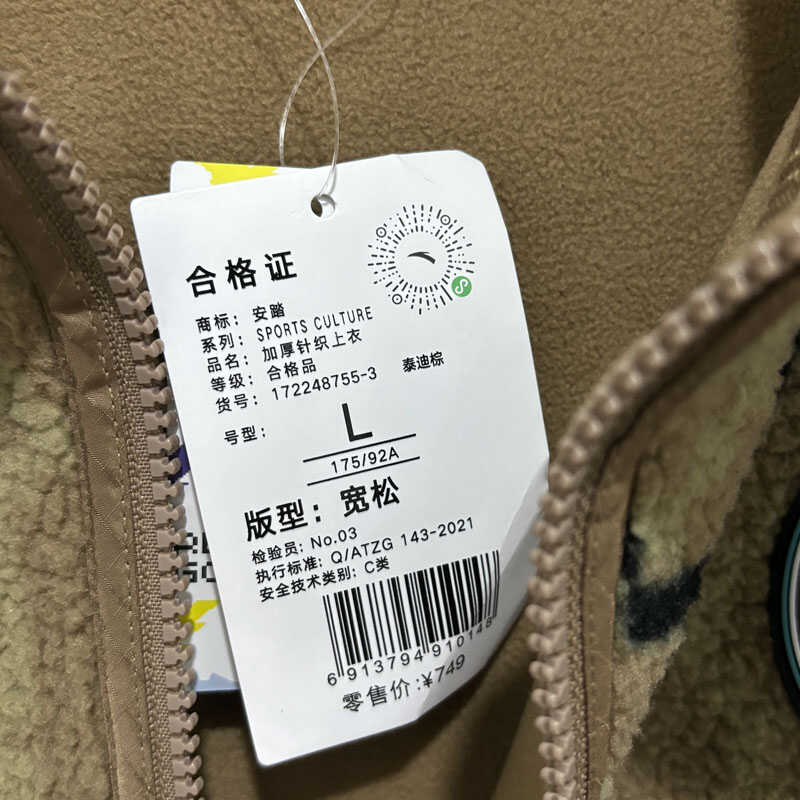 合格证
商标：安踏
系列：SPORTS CULTURE
品名：加厚针织上衣
等级：合格品
货号：172248755-3 泰迪棕
号型：L
175/92A
版型：宽松
检验员：No.03
执行标准：Q/ATZG 143-2021
安全技术类别：C类
6 913794 910148
零售价:¥749